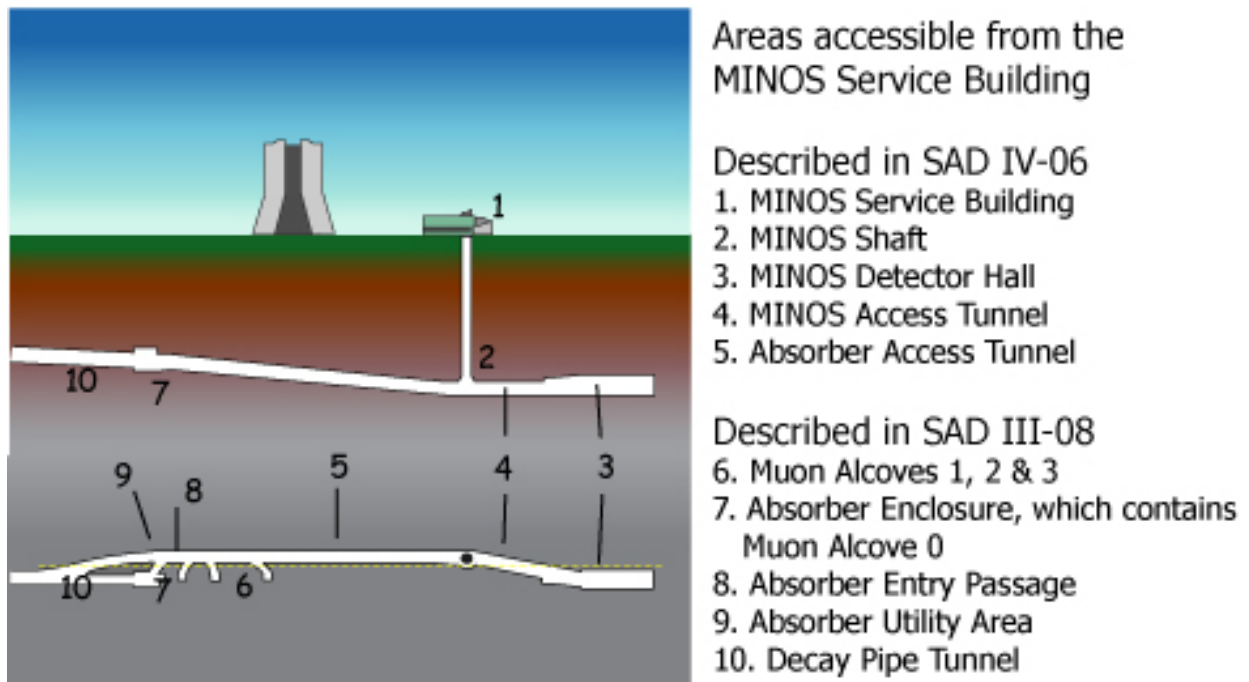 Areas accessible from the
MINOS Service Building
Described in SAD IV-06
1. MINOS Service Building
2. MINOS Shaft
3. MINOS Detector Hall
4. MINOS Access Tunnel
5. Absorber Access Tunnel
Described in SAD III-08
6. Muon Alcoves 1, 2 & 3
7. Absorber Enclosure, which contains
Muon Alcove 0
8. Absorber Entry Passage
9. Absorber Utility Area
10. Decay Pipe Tunnel
1
2
10
7
9
8
5
4
3
10
7
6